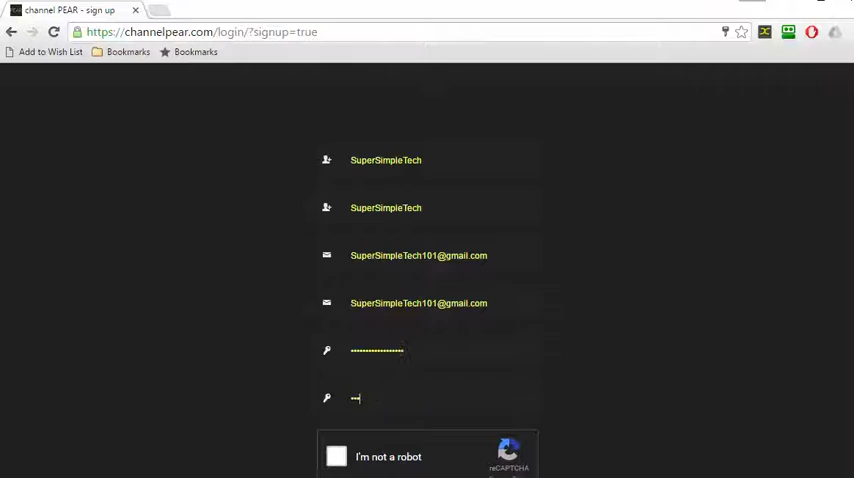 channel PEAR - sign up
https://channelpear.com/login/?signup=true
Add to Wish List
Bookmarks
Bookmarks
SuperSimpleTech
SuperSimpleTech
SuperSimpleTech101@gmail.com
SuperSimpleTech101@gmail.com
I'm not a robot
reCAPTCHA